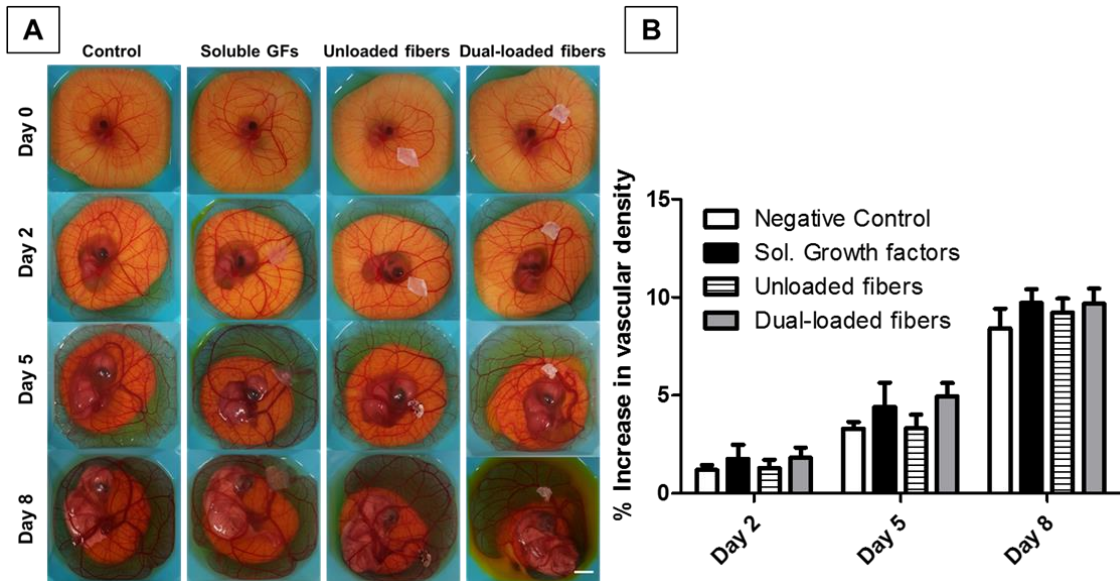 A
Control
Soluble GFs
Unloaded fibers
Dual-loaded fibers
Day 0
Day 2
Day 5
Day 8
B
% Increase in vascular density
15
10
5
0
Negative Control
Sol. Growth factors
Unloaded fibers
Dual-loaded fibers
Day 2
Day 5
Day 8